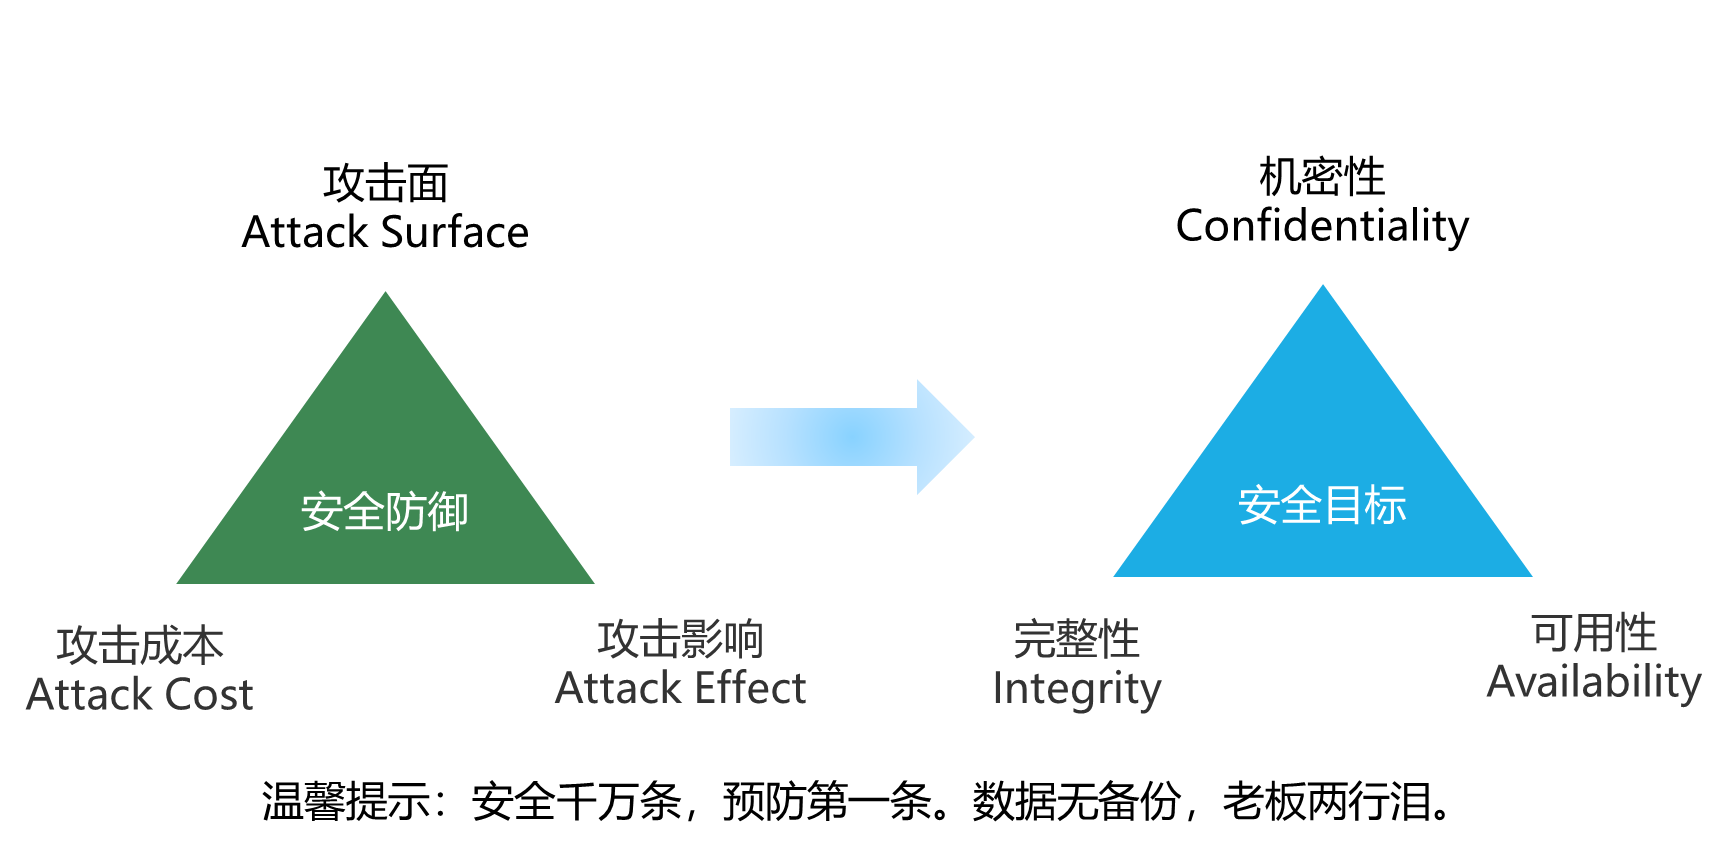 攻击面
Attack Surface
安全防御
攻击成本
Attack Cost
攻击影响
Attack Effect
机密性
Confidentiality
安全目标
完整性
Integrity
可用性
Availability
温馨提示：安全千万条，预防第一条。数据无备份，老板两行泪。